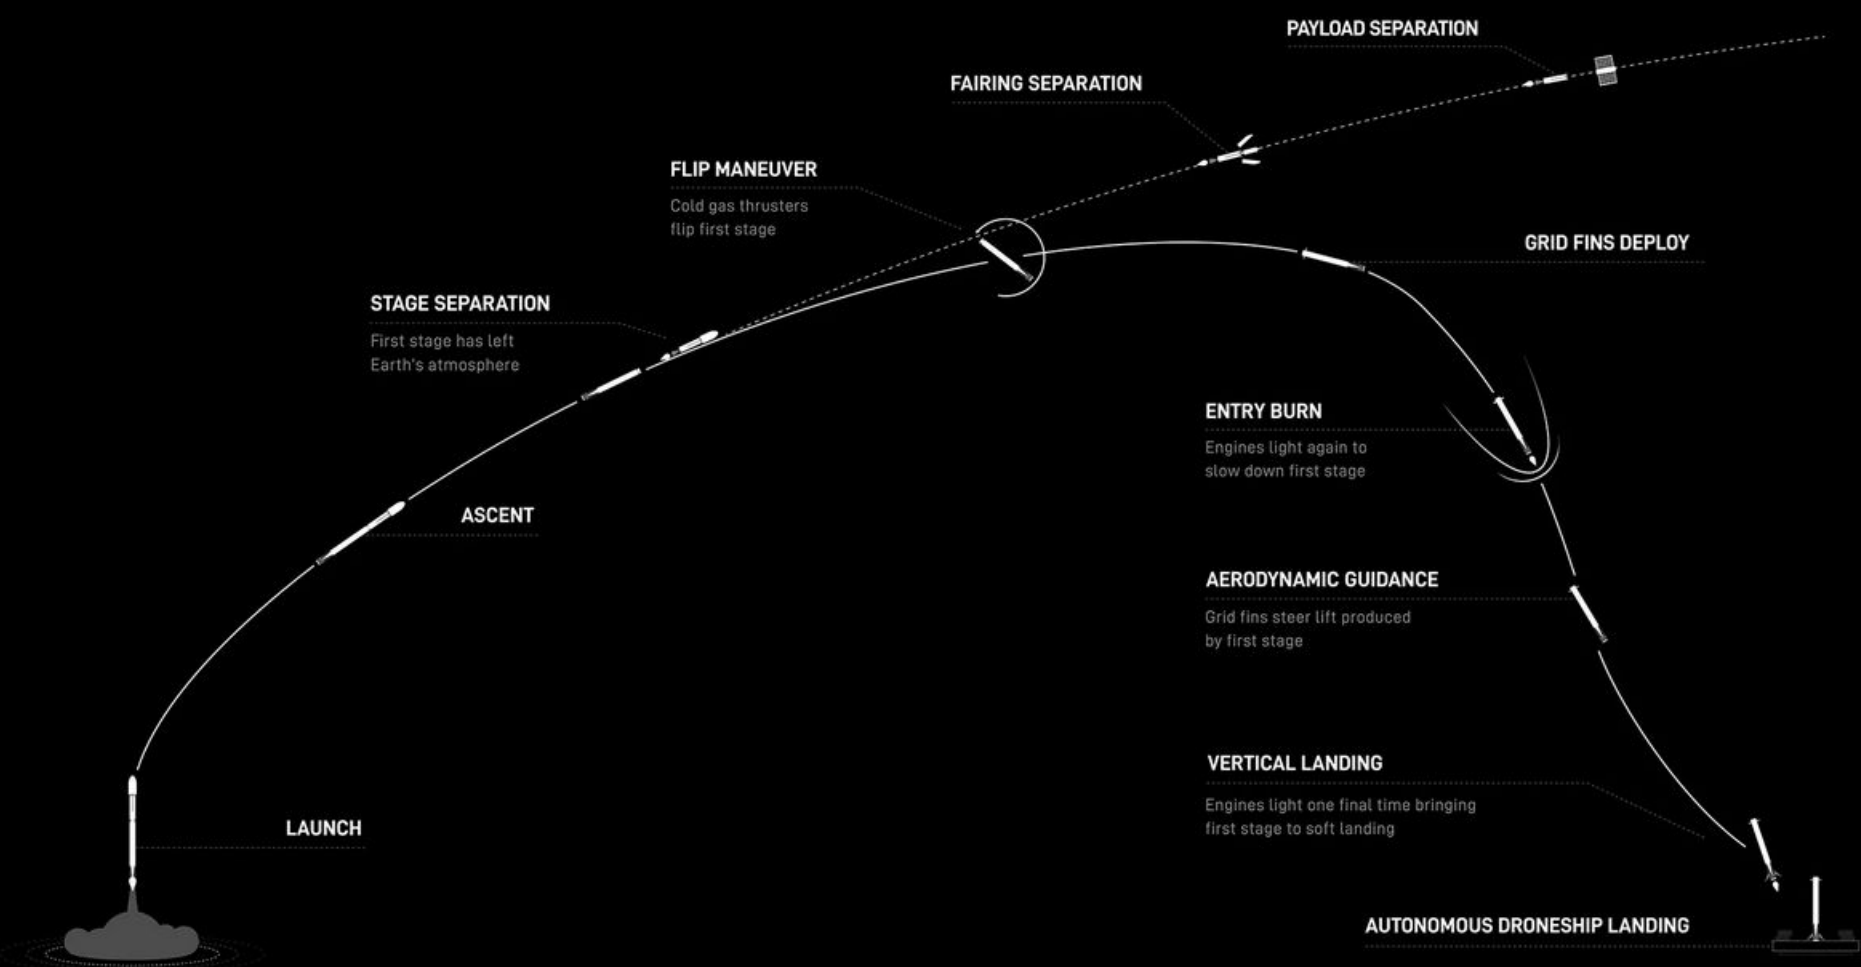 PAYLOAD SEPARATION
FAIRING SEPARATION
FLIP MANEUVER
Cold gas thrusters
flip first stage
GRID FINS DEPLOY
STAGE SEPARATION
First stage has left
Earth's atmosphere
ENTRY BURN
Engines light again to
slow down first stage
ASCENT
AERODYNAMIC GUIDANCE
Grid fins steer lift produced
by first stage
VERTICAL LANDING
Engines light one final time bringing
first stage to soft landing
LAUNCH
AUTONOMOUS DRONESHIP LANDING